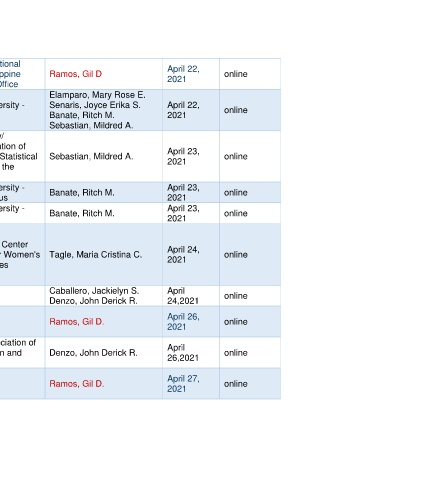 tional
ppine
Office
Ramos, Gil D
April 22,
2021
online
ersity -
Elamparo, Mary Rose E.
Senaris, Joyce Erika S.
Banate, Ritch M.
Sebastian, Mildred A.
April 22,
2021
online
y/
tion of
Statistical
the
Sebastian, Mildred A.
April 23,
2021
online
ersity -
us
Banate, Ritch M.
April 23,
2021
online
ersity -
Banate, Ritch M.
April 23,
2021
online
Center
r Women's
es
Tagle, Maria Cristina C.
April 24,
2021
online
Caballero, Jackielyn S.
Denzo, John Derick R.
April
24,2021
online
Ramos, Gil D.
April 26,
2021
online
ciation of
n and
Denzo, John Derick R.
April
26,2021
online
Ramos, Gil D.
April 27,
2021
online